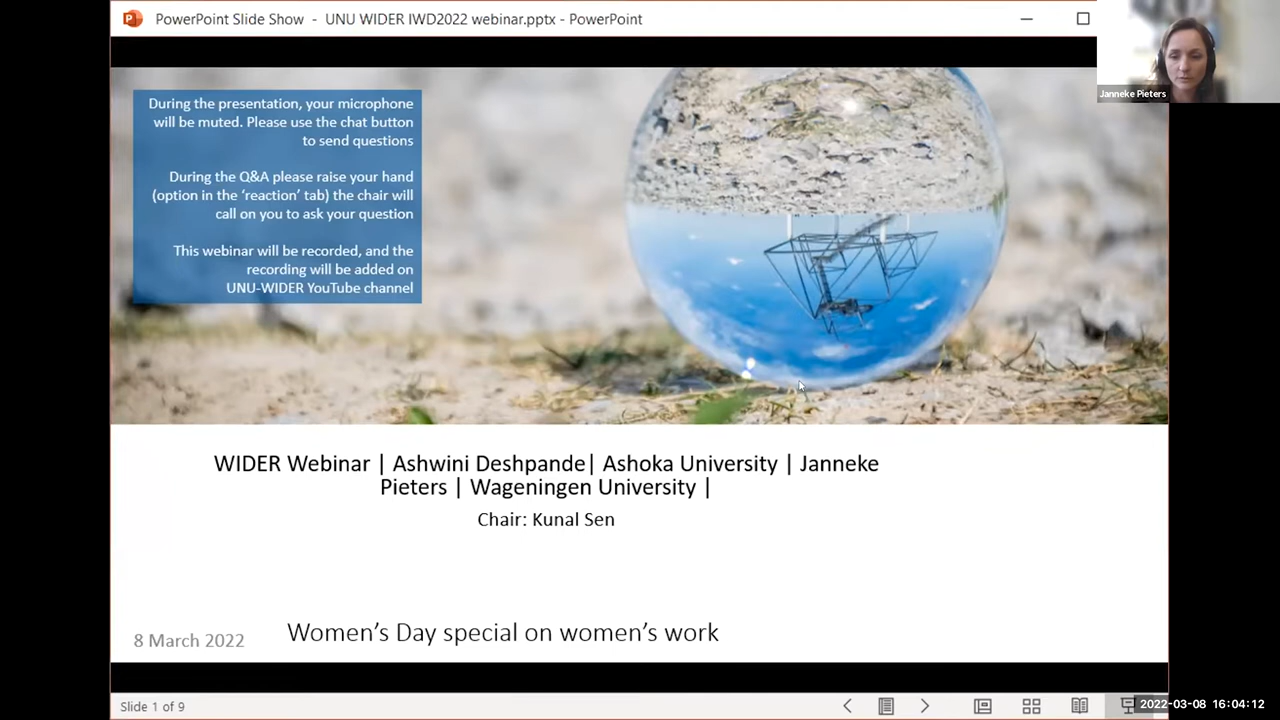 PowerPoint Slide Show - UNU WIDER IWD2022 webinar.pptx - PowerPoint
Janneke Pieters
During the presentation, your microphone
will be muted. Please use the chat button
to send questions
During the Q&A please raise your hand
(option in the ‘reaction’ tab) the chair will
call on you to ask your question
This webinar will be recorded, and the
recording will be added on
UNU-WIDER YouTube channel
WIDER Webinar | Ashwini Deshpande| Ashoka University | Janneke
Pieters | Wageningen University |
Chair: Kunal Sen
8 March 2022
Women’s Day special on women’s work
Slide 1 of 9
2022-03-08 16:04:12